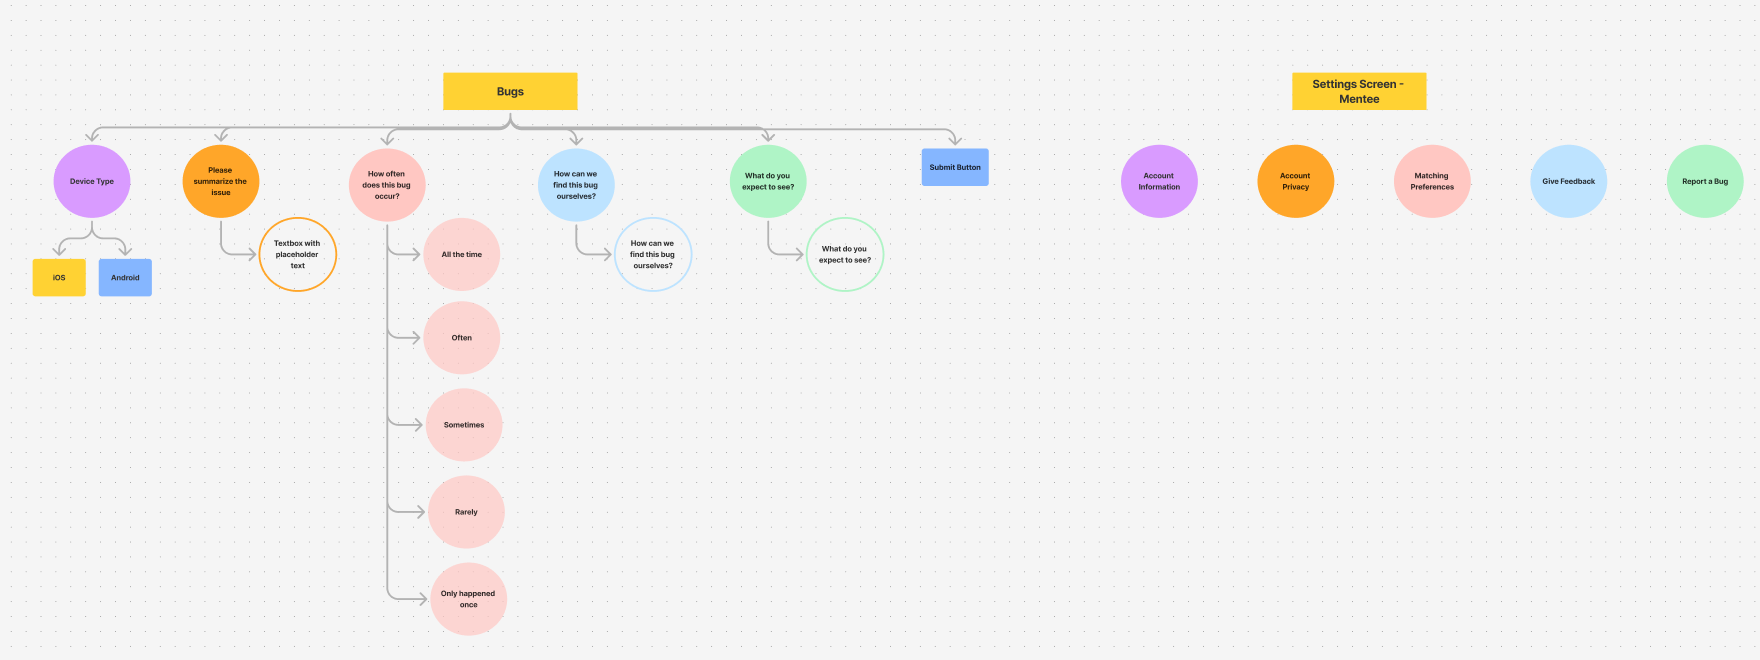 Bugs
Settings Screen -
Mentee
Device Type
Please
summarize the
issue
How often
does this bug
occur?
How can we
find this bug
ourselves?
What do you
expect to see?
Submit Button
Account
Information
Account
Privacy
Matching
Preferences
Give Feedback
Report a Bug
iOS
Android
Textbox with
placeholder
text
All the time
How can we
find this bug
ourselves?
What do you
expect to see?
Often
Sometimes
Rarely
Only happened
once